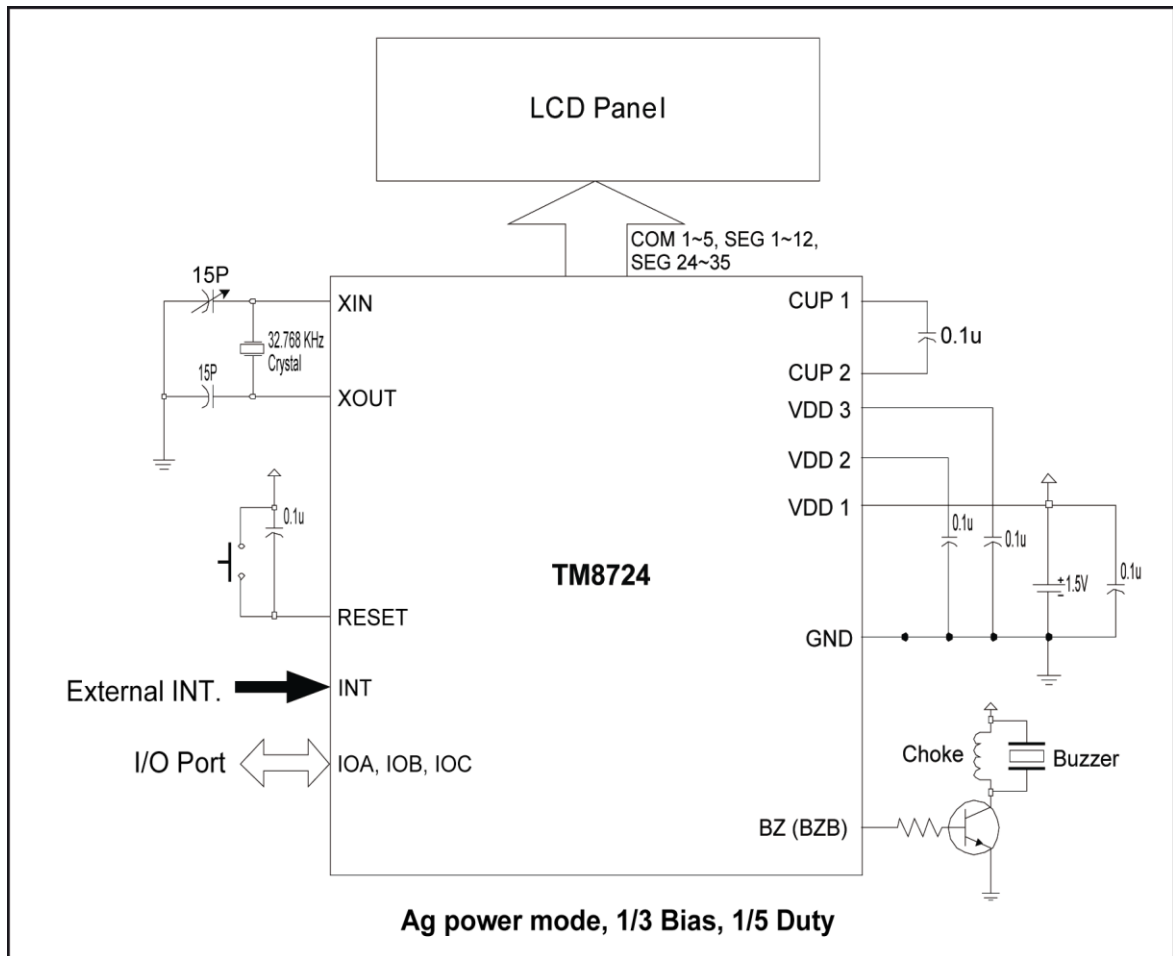 LCD Panel
COM 1~5, SEG 1~12,
SEG 24~35
15P
XIN
32.768 KHz
Crystal
15P
XOUT
CUP 1
0.1u
CUP 2
VDD 3
VDD 2
VDD 1
0.1u
0.1u
0.1u
+
1.5V
-
0.1u
TM8724
RESET
GND
External INT.
INT
I/O Port
IOA, IOB, IOC
Choke
Buzzer
BZ (BZB)
Ag power mode, 1/3 Bias, 1/5 Duty